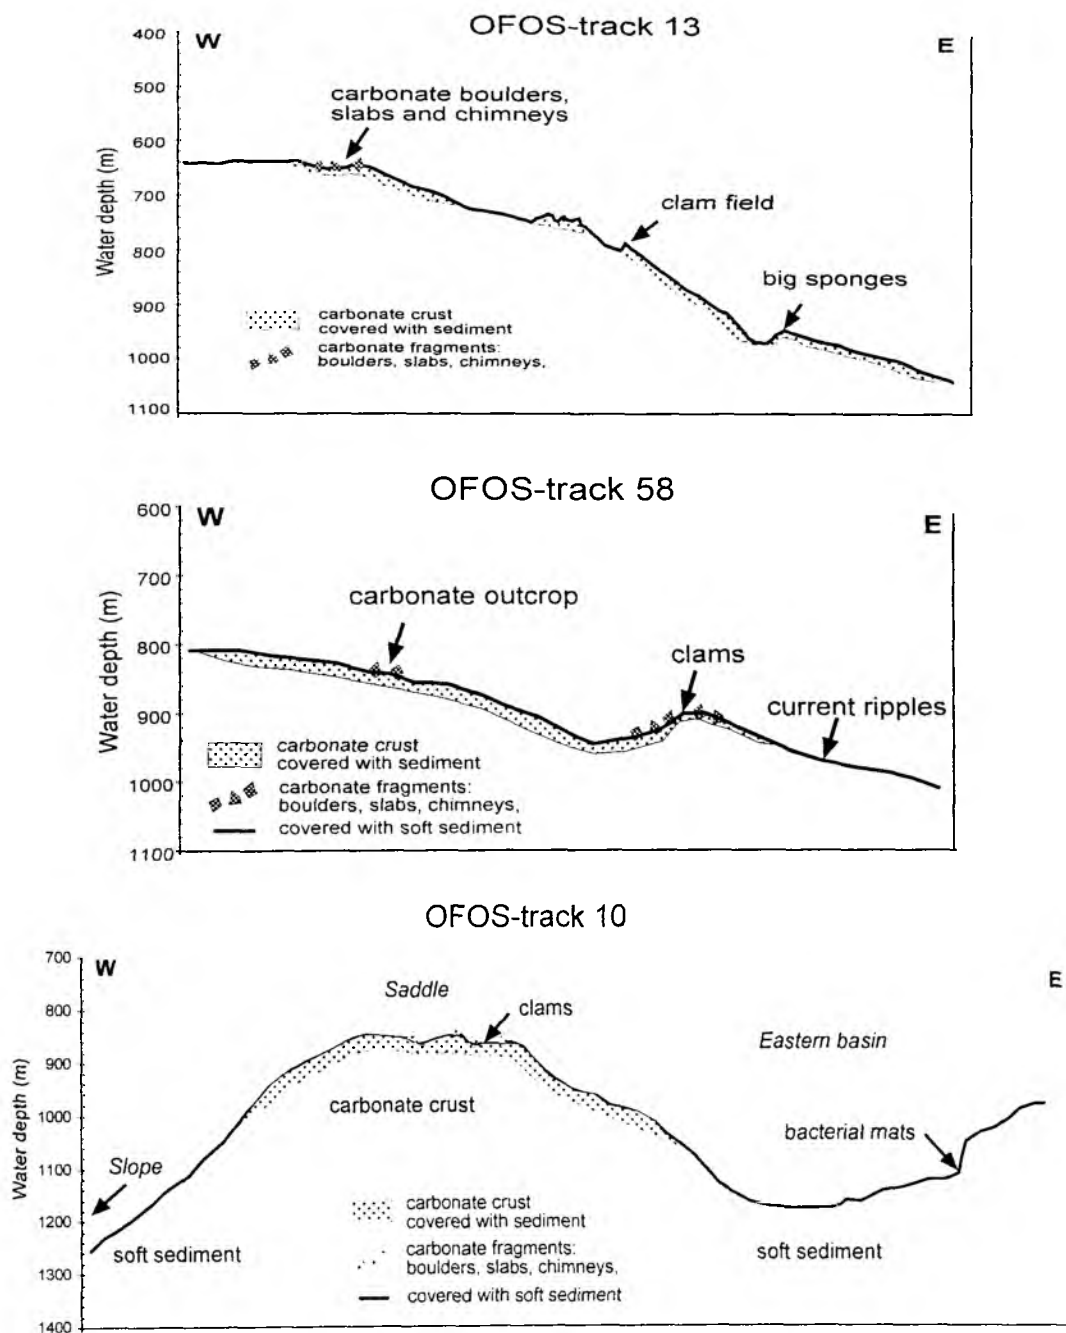 OFOS-track 13
W
E
400
500
600
700
800
900
1000
1100
Water depth (m)
carbonate boulders,
slabs and chimneys
clam field
big sponges
carbonate crust
covered with sediment
carbonate fragments:
boulders, slabs, chimneys,
OFOS-track 58
W
E
600
700
800
900
1000
1100
Water depth (m)
carbonate outcrop
clams
current ripples
carbonate crust
covered with sediment
carbonate fragments:
boulders, slabs, chimneys,
covered with soft sediment
OFOS-track 10
W
E
700
800
900
1000
1100
1200
1300
1400
Water depth (m)
Saddle
clams
Eastern basin
carbonate crust
bacterial mats
Slope
soft sediment
carbonate crust
covered with sediment
carbonate fragments:
boulders, slabs, chimneys,
covered with soft sediment
soft sediment